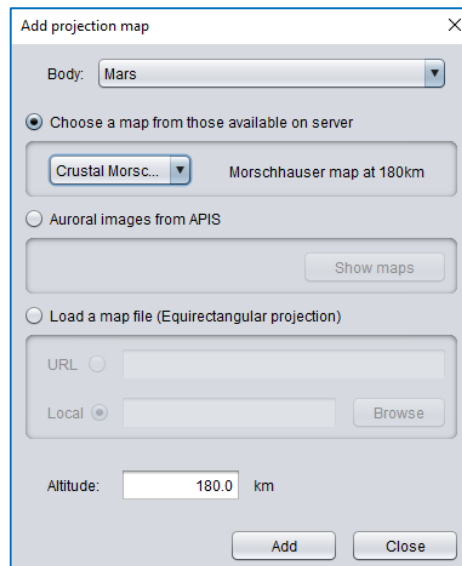 Add projection map
Body: Mars
Choose a map from those available on server
Crustal Morsc... Morschhauser map at 180km
Auroral images from APIS
Show maps
Load a map file (Equirectangular projection)
URL
Local Browse
Altitude: 180.0 km
Add Close